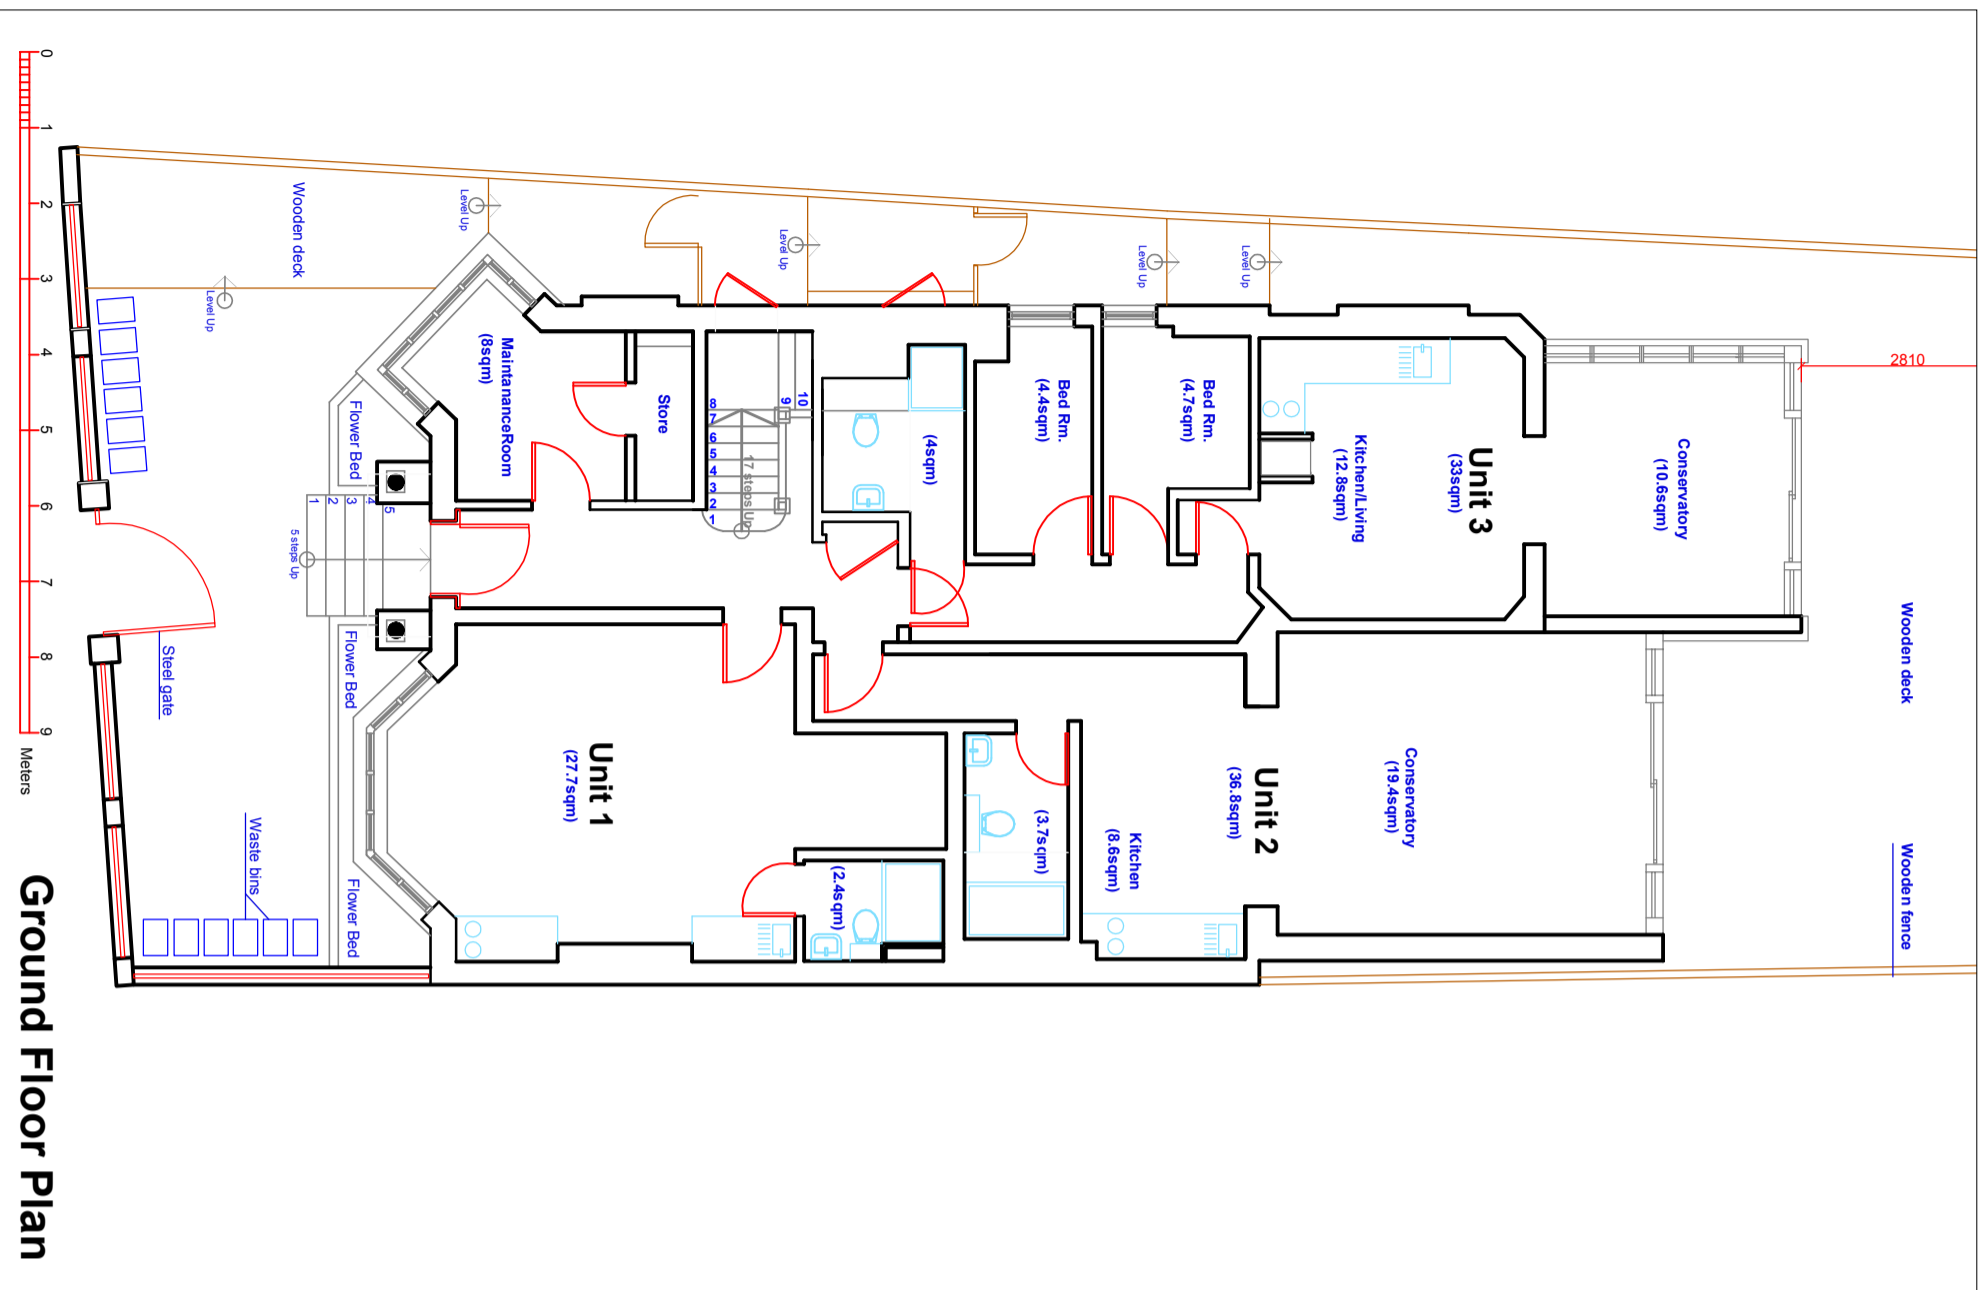 0
1
2
3
4
5
6
7
8
9
Meters
Ground Floor Plan
2810
Wooden deck
Wooden fence
Conservatory
(10.6sqm)
Unit 3
(33sqm)
Kitchen/Living
(12.8sqm)
Conservatory
(19.4sqm)
Unit 2
(36.8sqm)
Kitchen
(8.6sqm)
Level Up
Level Up
Bed Rm.
(4.7sqm)
Bed Rm.
(4.4sqm)
(3.7sqm)
(4sqm)
(2.4sqm)
Level Up
10
9
8
7
6
5
4
3
2
1
17 steps Up
Store
Unit 1
(27.7sqm)
MaintananceRoom
(8sqm)
Level Up
Flower Bed
Flower Bed
Flower Bed
5
4
3
2
1
5 steps Up
Wooden deck
Level Up
Waste bins
Steel gate